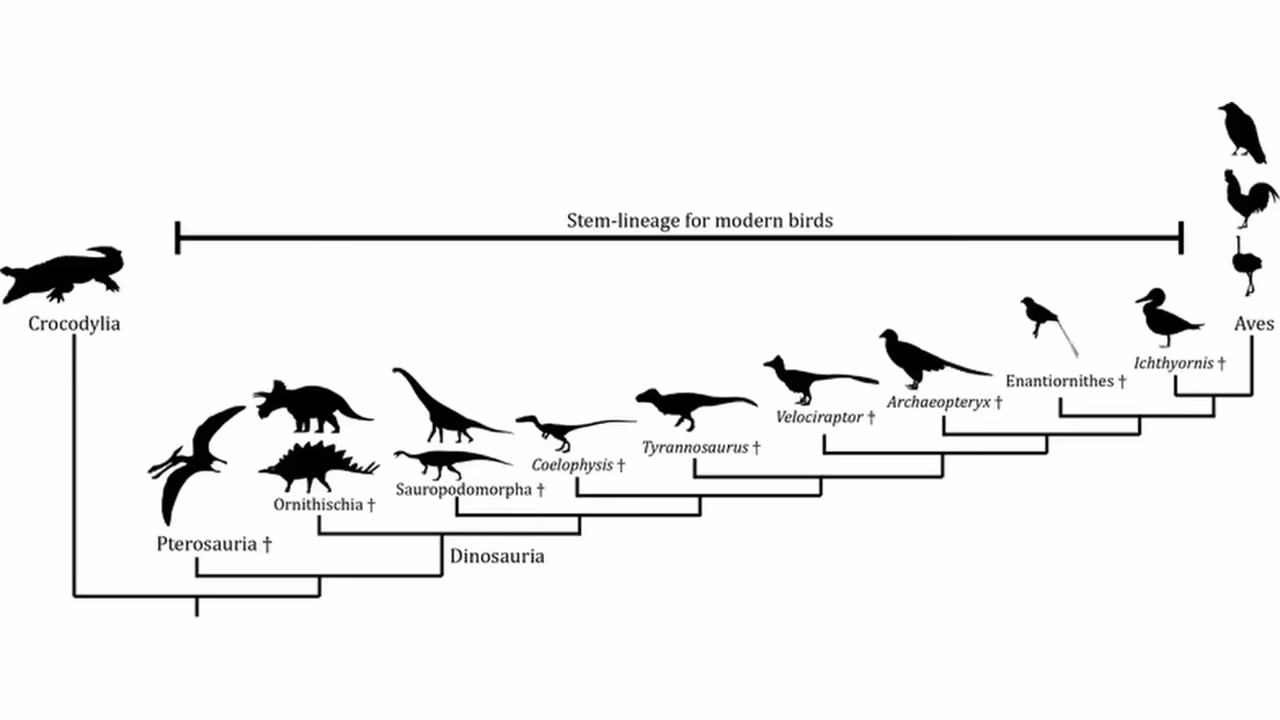 Stem-lineage for modern birds
Crocodylia
Aves
Ichthyornis †
Enantiornithes †
Archaeopteryx †
Velociraptor †
Tyrannosaurus †
Coelophysis †
Sauropodomorpha †
Ornithischia †
Pterosauria †
Dinosauria